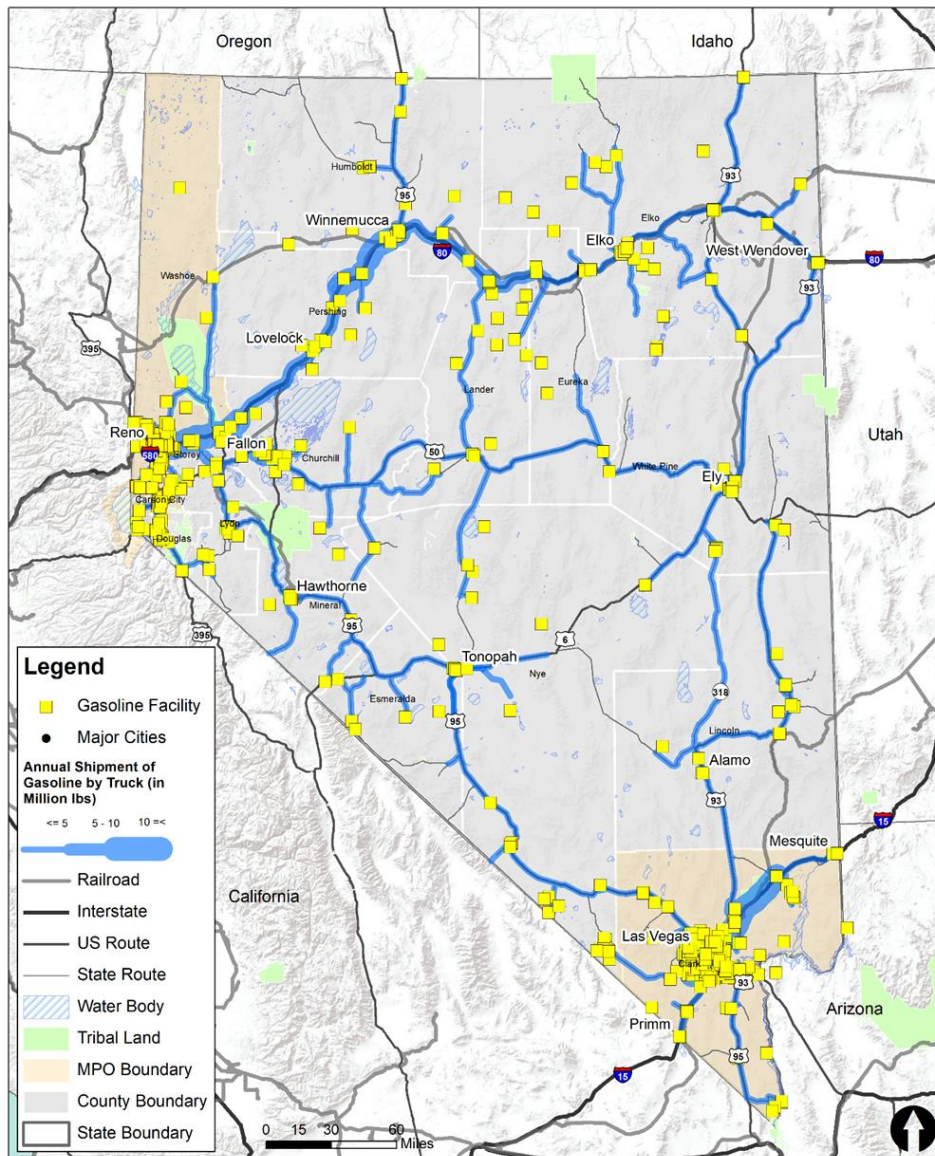 Oregon
Idaho
Humboldt
95
93
Winnemucca
Elko
80
Elko
West Wendover
80
93
Washoe
Pershing
395
Lovelock
Lander
Eureka
Utah
Reno
Fallon
580
Storey
Churchill
50
White Pine
Ely
Carson City
Lyon
Douglas
Hawthorne
Mineral
95
6
395
Tonopah
Nye
Esmeralda
95
318
Lincoln
Alamo
93
15
Mesquite
California
Las Vegas
Clark
93
Arizona
Primm
95
15
Legend
Gasoline Facility
Major Cities
Annual Shipment of
Gasoline by Truck (in
Million lbs)
<= 5 5 - 10 10 =<
Railroad
Interstate
US Route
State Route
Water Body
Tribal Land
MPO Boundary
County Boundary
State Boundary
0 15 30 60
Miles